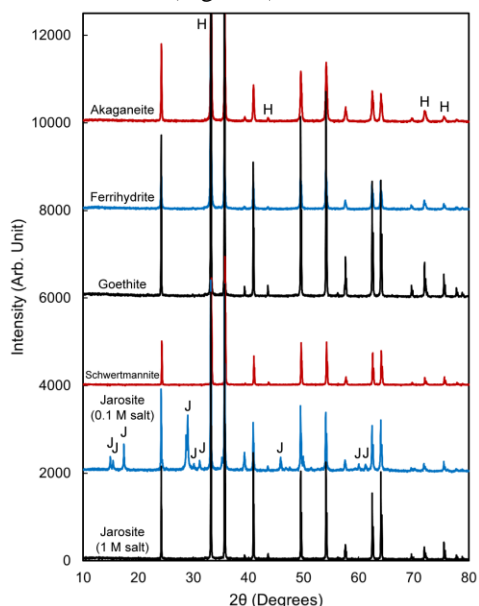 12000
H
H
H
H
Akaganeite
10000
Ferrihydrite
8000
Goethite
6000
Intensity (Arb. Unit)
Schwertmannite
4000
Jarosite
(0.1 M salt)
J
J
J
J
J
J
J
J
J
2000
Jarosite
(1 M salt)
0
10 20 30 40 50 60 70 80
2θ (Degrees)